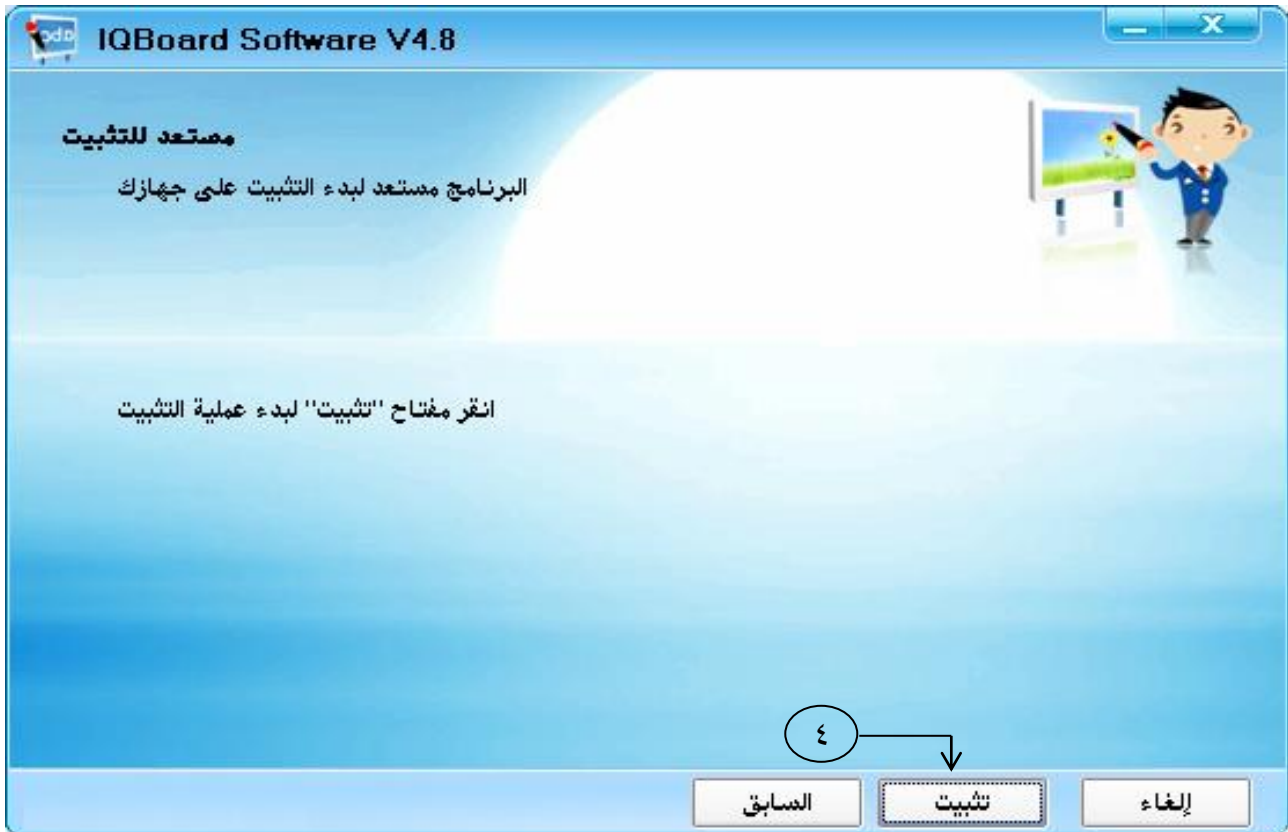 IQBoard Software V4.8
مستعد للتثبيت
البرنامج مستعد لبدء التثبيت على جهازك
انقر مفتاح "تثبيت" لبدء عملية التثبيت
٤
السابق
تثبيت
إلغاء